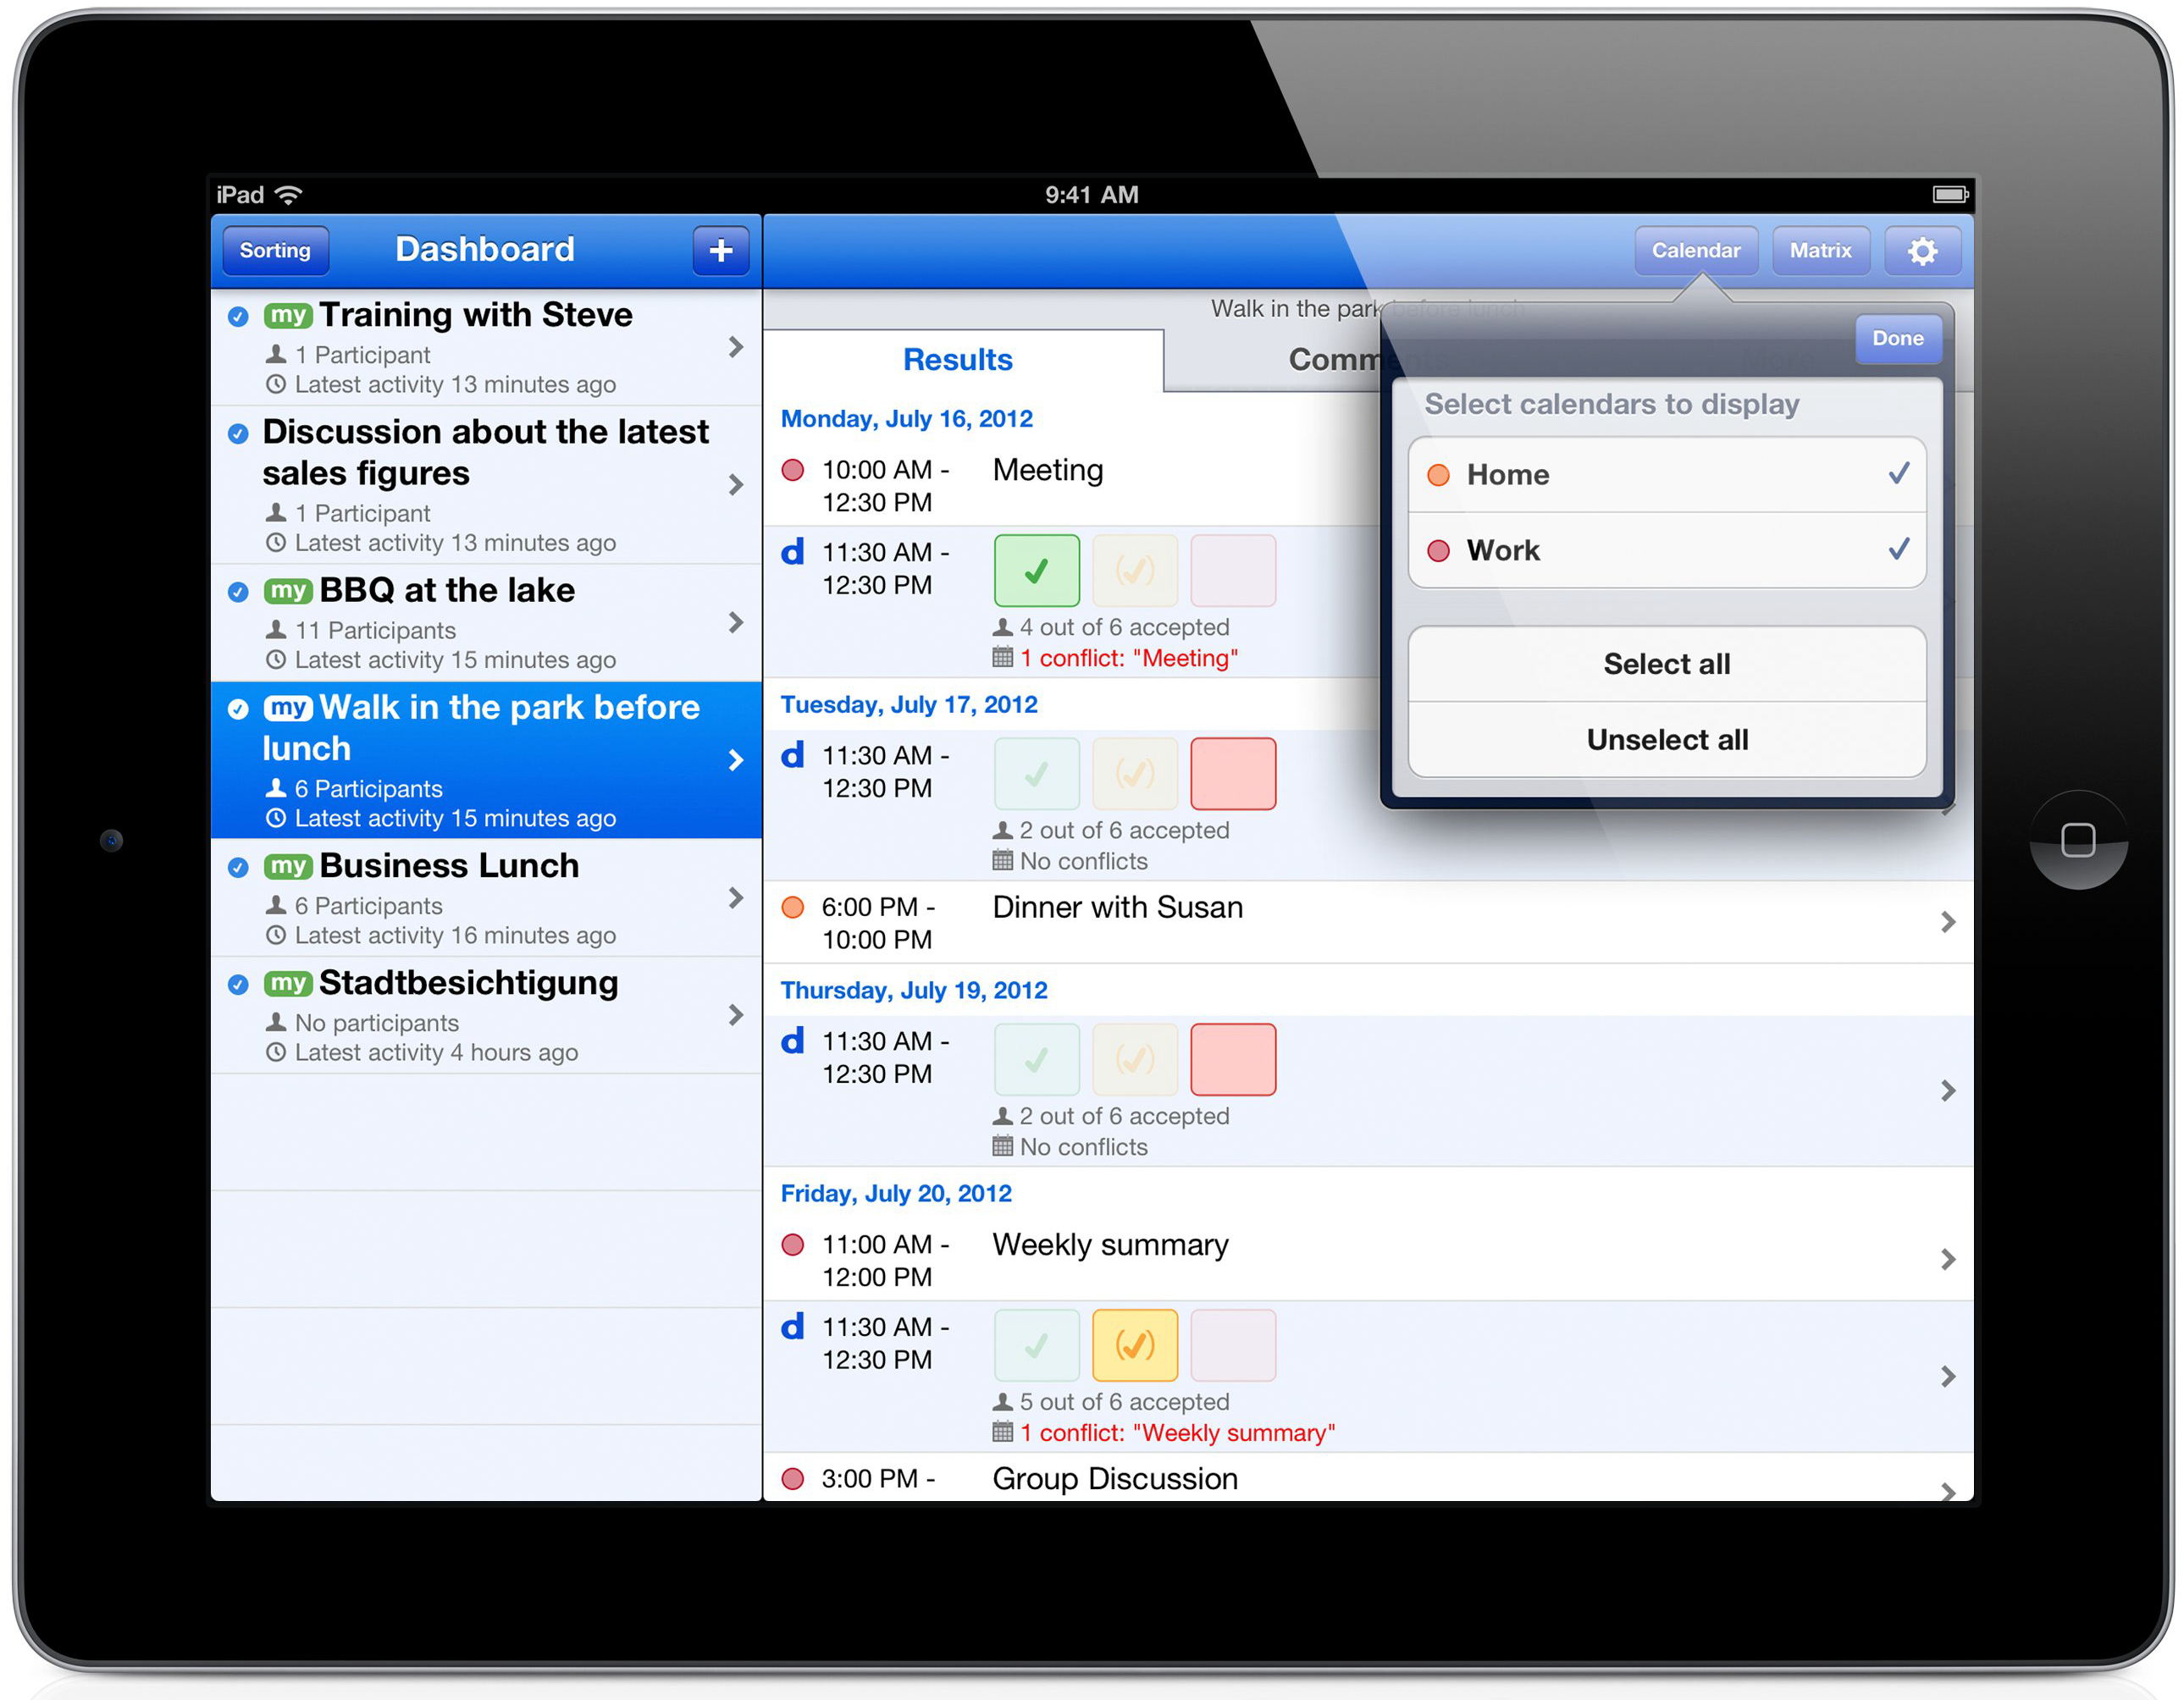 iPad
9:41 AM
Sorting
Dashboard
+
my Training with Steve
1 Participant
Latest activity 13 minutes ago
Discussion about the latest
sales figures
1 Participant
Latest activity 13 minutes ago
my BBQ at the lake
11 Participants
Latest activity 15 minutes ago
my Walk in the park before
lunch
6 Participants
Latest activity 15 minutes ago
my Business Lunch
6 Participants
Latest activity 16 minutes ago
my Stadtbesichtigung
No participants
Latest activity 4 hours ago
Calendar
Matrix
Walk in the park before lunch
Results
Comments
Monday, July 16, 2012
10:00 AM -
12:30 PM
Meeting
d
11:30 AM -
12:30 PM
4 out of 6 accepted
1 conflict: "Meeting"
Tuesday, July 17, 2012
d
11:30 AM -
12:30 PM
2 out of 6 accepted
No conflicts
6:00 PM -
10:00 PM
Dinner with Susan
Thursday, July 19, 2012
d
11:30 AM -
12:30 PM
2 out of 6 accepted
No conflicts
Friday, July 20, 2012
11:00 AM -
12:00 PM
Weekly summary
d
11:30 AM -
12:30 PM
5 out of 6 accepted
1 conflict: "Weekly summary"
3:00 PM -
Group Discussion
Done
Select calendars to display
Home
Work
Select all
Unselect all